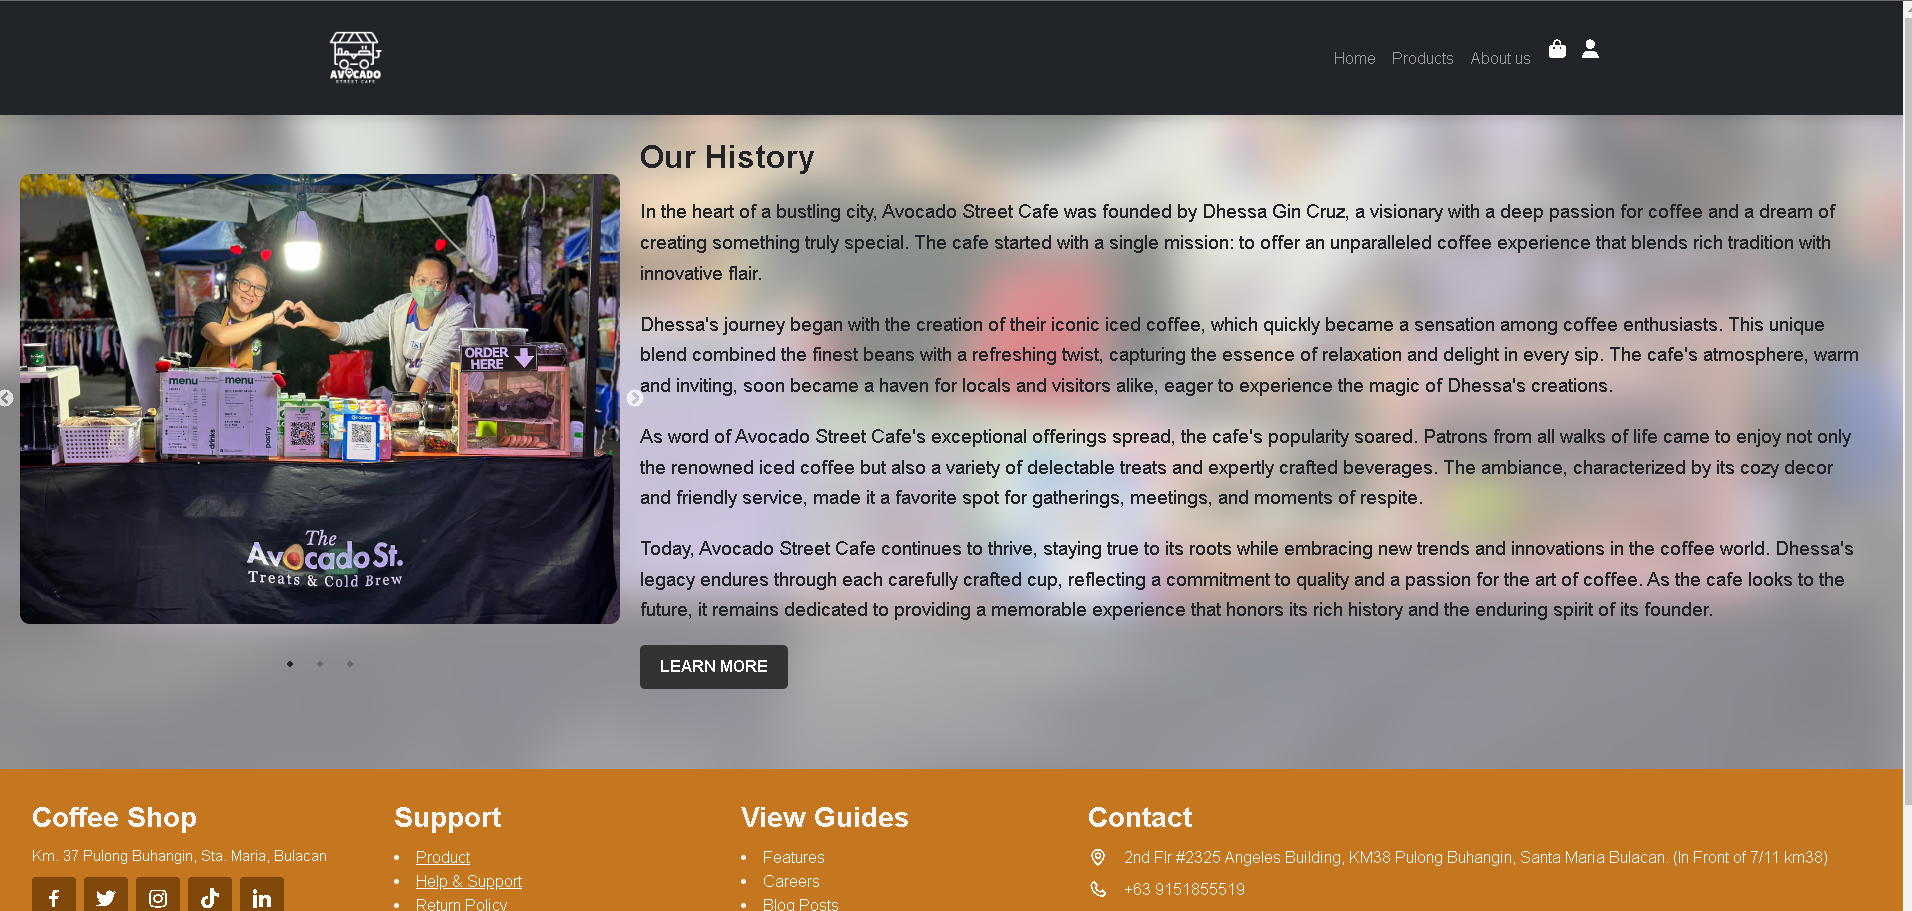 AVOCADO
STREET CAFE
Home Products About us
Our History
In the heart of a bustling city, Avocado Street Cafe was founded by Dhessa Gin Cruz, a visionary with a deep passion for coffee and a dream of
creating something truly special. The cafe started with a single mission: to offer an unparalleled coffee experience that blends rich tradition with
innovative flair.
Dhessa's journey began with the creation of their iconic iced coffee, which quickly became a sensation among coffee enthusiasts. This unique
blend combined the finest beans with a refreshing twist, capturing the essence of relaxation and delight in every sip. The cafe's atmosphere, warm
and inviting, soon became a haven for locals and visitors alike, eager to experience the magic of Dhessa's creations.
As word of Avocado Street Cafe's exceptional offerings spread, the cafe's popularity soared. Patrons from all walks of life came to enjoy not only
the renowned iced coffee but also a variety of delectable treats and expertly crafted beverages. The ambiance, characterized by its cozy decor
and friendly service, made it a favorite spot for gatherings, meetings, and moments of respite.
Today, Avocado Street Cafe continues to thrive, staying true to its roots while embracing new trends and innovations in the coffee world. Dhessa's
legacy endures through each carefully crafted cup, reflecting a commitment to quality and a passion for the art of coffee. As the cafe looks to the
future, it remains dedicated to providing a memorable experience that honors its rich history and the enduring spirit of its founder.
LEARN MORE
ORDER
HERE
menu
menu
drinks
pastry
The
Avocado St.
Treats & Cold Brew
Coffee Shop
Km. 37 Pulong Buhangin, Sta. Maria, Bulacan
Support
Product
Help & Support
Return Policy
View Guides
Features
Careers
Blog Posts
Contact
2nd Flr #2325 Angeles Building, KM38 Pulong Buhangin, Santa Maria Bulacan. (In Front of 7/11 km38)
+63 9151855519